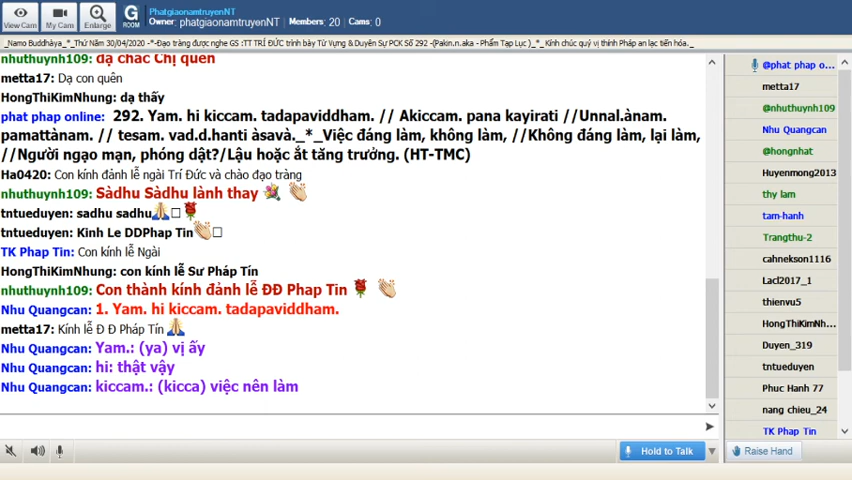 View Cam
My Cam
Enlarge
G
ROOM
PhatgiaonamtruyenNT
Owner: phatgiaonamtruyenNT Members: 20 Cams: 0
_Namo Buddhàya_*_Thứ Năm 30/04/2020 -*-Đạo tràng được nghe GS :TT TRÍ ĐỨC trình bày Từ Vựng & Duyên Sự PCK Số 292 -(Pakin.n.aka - Phẩm Tạp Lục )_*_ Kính chúc quý vị thính Pháp an lạc tiến hóa._
nhuthuynh109: dạ chắc Chị quên
metta17: Dạ con quên
HongThiKimNhung: dạ thấy
phat phap online: 292. Yam. hi kiccam. tadapaviddham. // Akiccam. pana kayirati //Unnal.ànam.
pamattànam. // tesam. vad.d.hanti àsavà._*_Việc đáng làm, không làm, //Không đáng làm, lại làm,
//Người ngạo mạn, phóng dật?/Lậu hoặc ắt tăng trưởng. (HT-TMC)
Ha0420: Con kính đảnh lễ ngài Trí Đức và chào đạo tràng
nhuthuynh109: Sàdhu Sàdhu lành thay
tntueduyen: sadhu sadhu
tntueduyen: Kinh Le DDPhap Tin
TK Phap Tin: Con kính lễ Ngài
HongThiKimNhung: con kính lễ Sư Pháp Tín
nhuthuynh109: Con thành kính đảnh lễ ĐĐ Phap Tin
Nhu Quangcan: 1. Yam. hi kiccam. tadapaviddham.
metta17: Kính lễ Đ Đ Pháp Tín
Nhu Quangcan: Yam.: (ya) vị ấy
Nhu Quangcan: hi: thật vậy
Nhu Quangcan: kiccam.: (kicca) việc nên làm
Hold to Talk
@phat phap o...
metta17
@nhuthuynh109
Nhu Quangcan
@hongnhat
Huyenmong2013
thy lam
tam-hanh
Trangthu-2
cahnekson1116
Lacl2017_1
thienvu5
HongThiKimNh...
Duyen_319
tntueduyen
Phuc Hanh 77
nang chieu_24
TK Phap Tin
Raise Hand